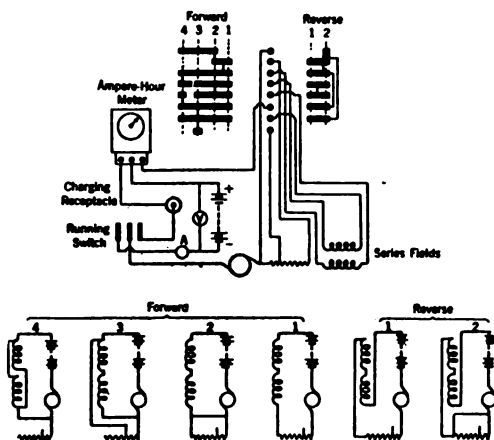 Forward
4 3 2 1
Reverse
1 2
Ampere-Hour
Meter
Charging
Receptacle
Running
Switch
+
V
-
A
Series Fields
Forward
4 3 2 1
Reverse
1 2